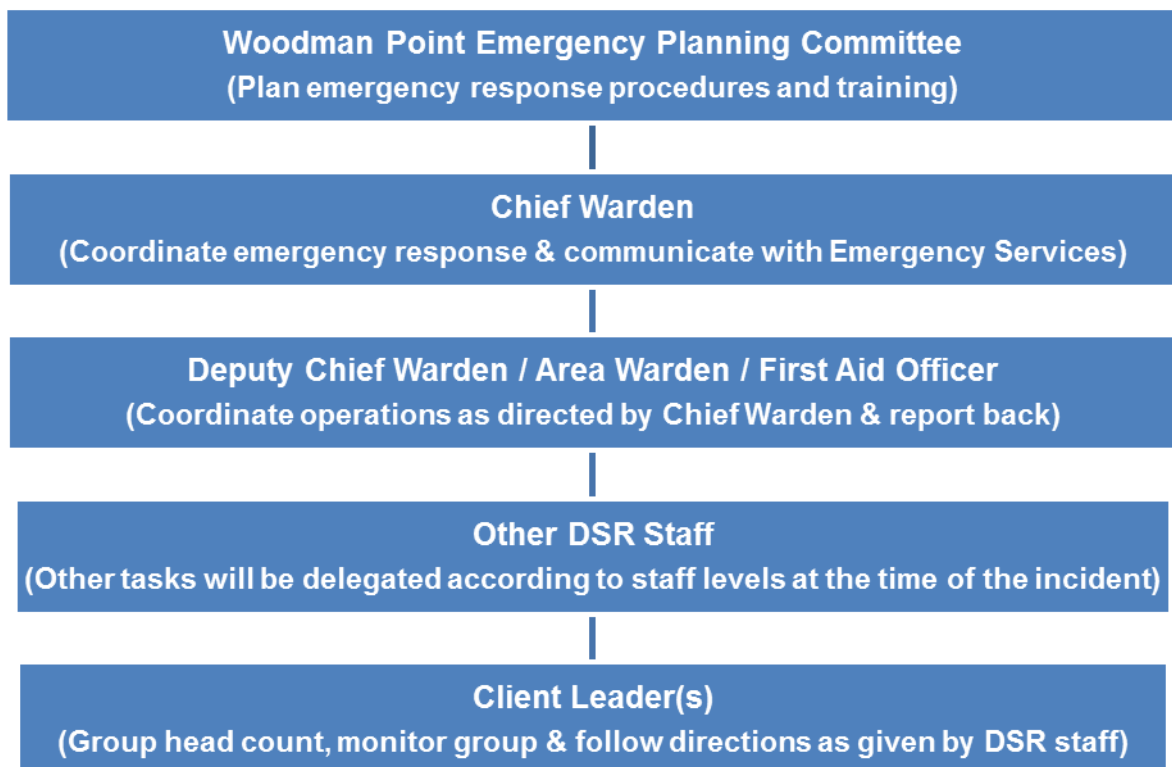 Woodman Point Emergency Planning Committee
(Plan emergency response procedures and training)
Chief Warden
(Coordinate emergency response & communicate with Emergency Services)
Deputy Chief Warden / Area Warden / First Aid Officer
(Coordinate operations as directed by Chief Warden & report back)
Other DSR Staff
(Other tasks will be delegated according to staff levels at the time of the incident)
Client Leader(s)
(Group head count, monitor group & follow directions as given by DSR staff)